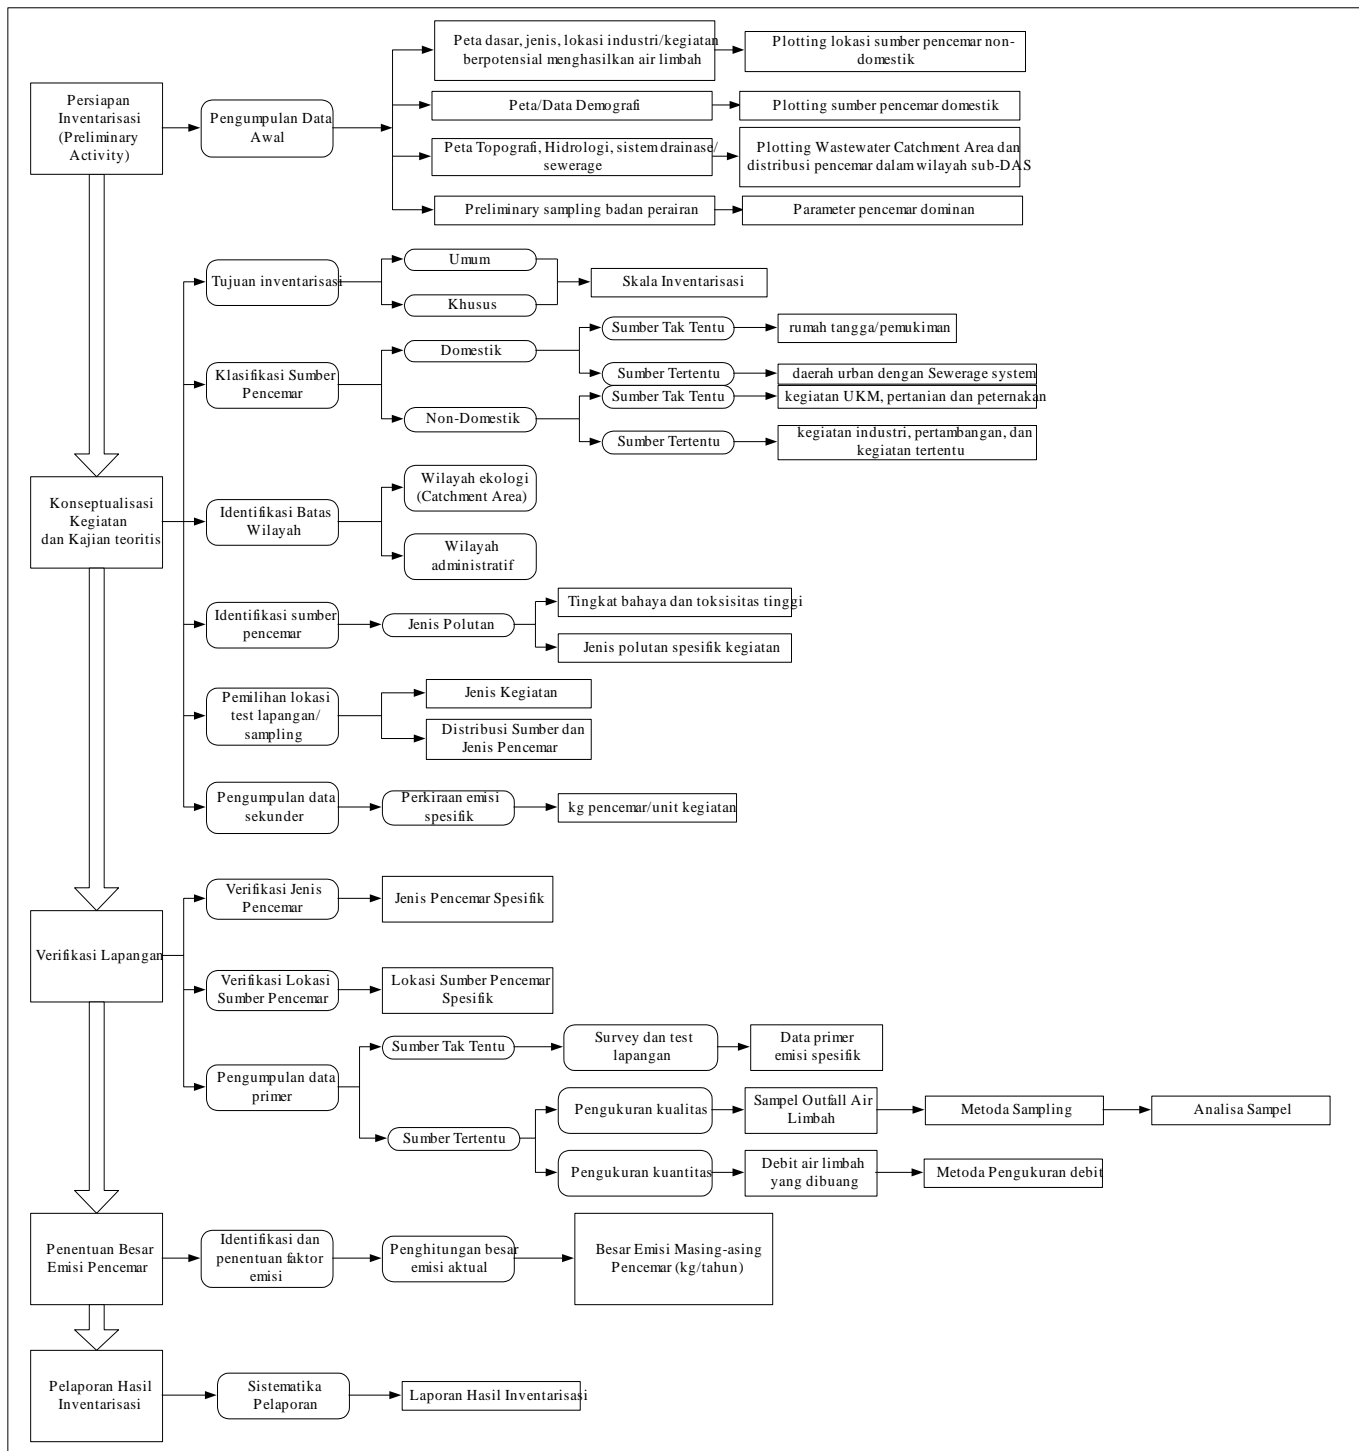 Peta dasar, jenis, lokasi industri/kegiatan
berpotensial menghasilkan air limbah
Plotting lokasi sumber pencemar non-
domestik
Persiapan
Inventarisasi
(Preliminary
Activity)
Pengumpulan Data
Awal
Peta/Data Demografi
Plotting sumber pencemar domestik
Peta Topografi, Hidrologi, sistem drainase/
sewerage
Plotting Wastewater Catchment Area dan
distribusi pencemar dalam wilayah sub-DAS
Preliminary sampling badan perairan
Parameter pencemar dominan
Tujuan inventarisasi
Umum
Khusus
Skala Inventarisasi
Klasifikasi Sumber
Pencemar
Domestik
Sumber Tak Tentu
rumah tangga/pemukiman
Sumber Tertentu
daerah urban dengan Sewerage system
Non-Domestik
Sumber Tak Tentu
kegiatan UKM, pertanian dan peternakan
Sumber Tertentu
kegiatan industri, pertambangan, dan
kegiatan tertentu
Konseptualisasi
Kegiatan
dan Kajian teoritis
Identifikasi Batas
Wilayah
Wilayah ekologi
(Catchment Area)
Wilayah
administratif
Identifikasi sumber
pencemar
Jenis Polutan
Tingkat bahaya dan toksisitas tinggi
Jenis polutan spesifik kegiatan
Pemilihan lokasi
test lapangan/
sampling
Jenis Kegiatan
Distribusi Sumber dan
Jenis Pencemar
Pengumpulan data
sekunder
Perkiraan emisi
spesifik
kg pencemar/unit kegiatan
Verifikasi Lapangan
Verifikasi Jenis
Pencemar
Jenis Pencemar Spesifik
Verifikasi Lokasi
Sumber Pencemar
Lokasi Sumber Pencemar
Spesifik
Pengumpulan data
primer
Sumber Tak Tentu
Survey dan test
lapangan
Data primer
emisi spesifik
Sumber Tertentu
Pengukuran kualitas
Sampel Outfall Air
Limbah
Metoda Sampling
Analisa Sampel
Pengukuran kuantitas
Debit air limbah
yang dibuang
Metoda Pengukuran debit
Penentuan Besar
Emisi Pencemar
Identifikasi dan
penentuan faktor
emisi
Penghitungan besar
emisi aktual
Besar Emisi Masing-asing
Pencemar (kg/tahun)
Pelaporan Hasil
Inventarisasi
Sistematika
Pelaporan
Laporan Hasil Inventarisasi